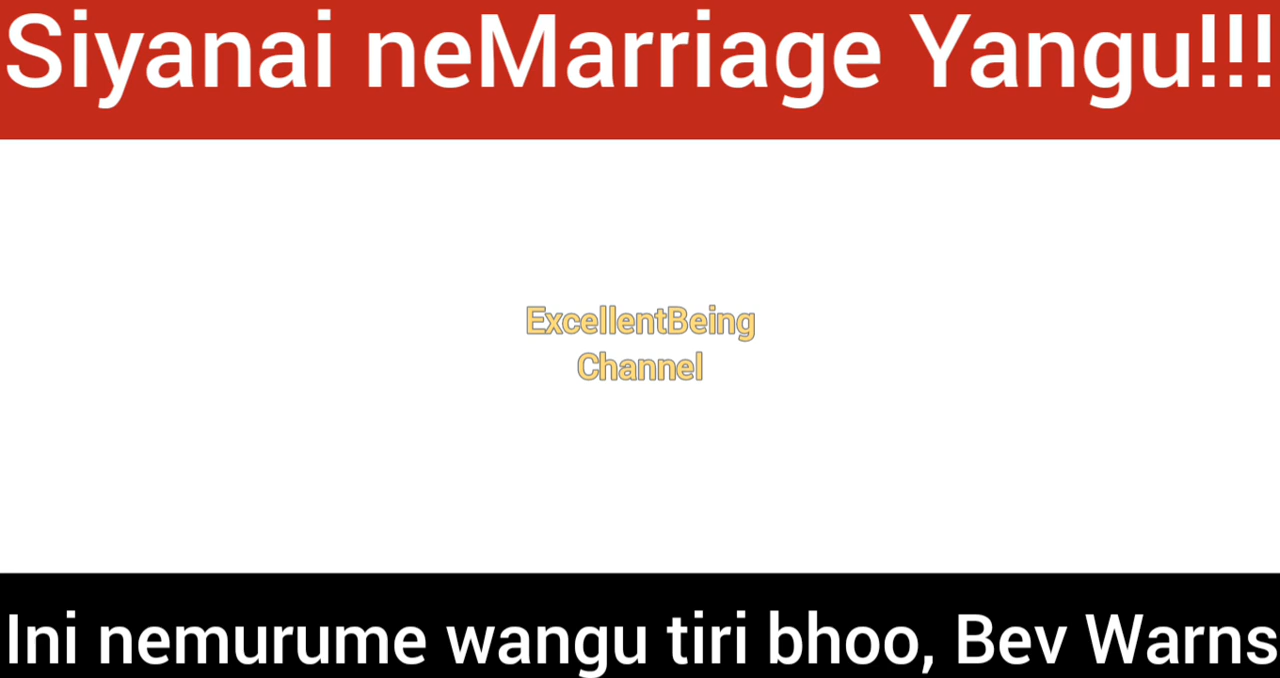 Siyanai neMarriage Yangu!!!
ExcellentBeing
Channel
Ini nemurume wangu tiri bhoo, Bev Warns